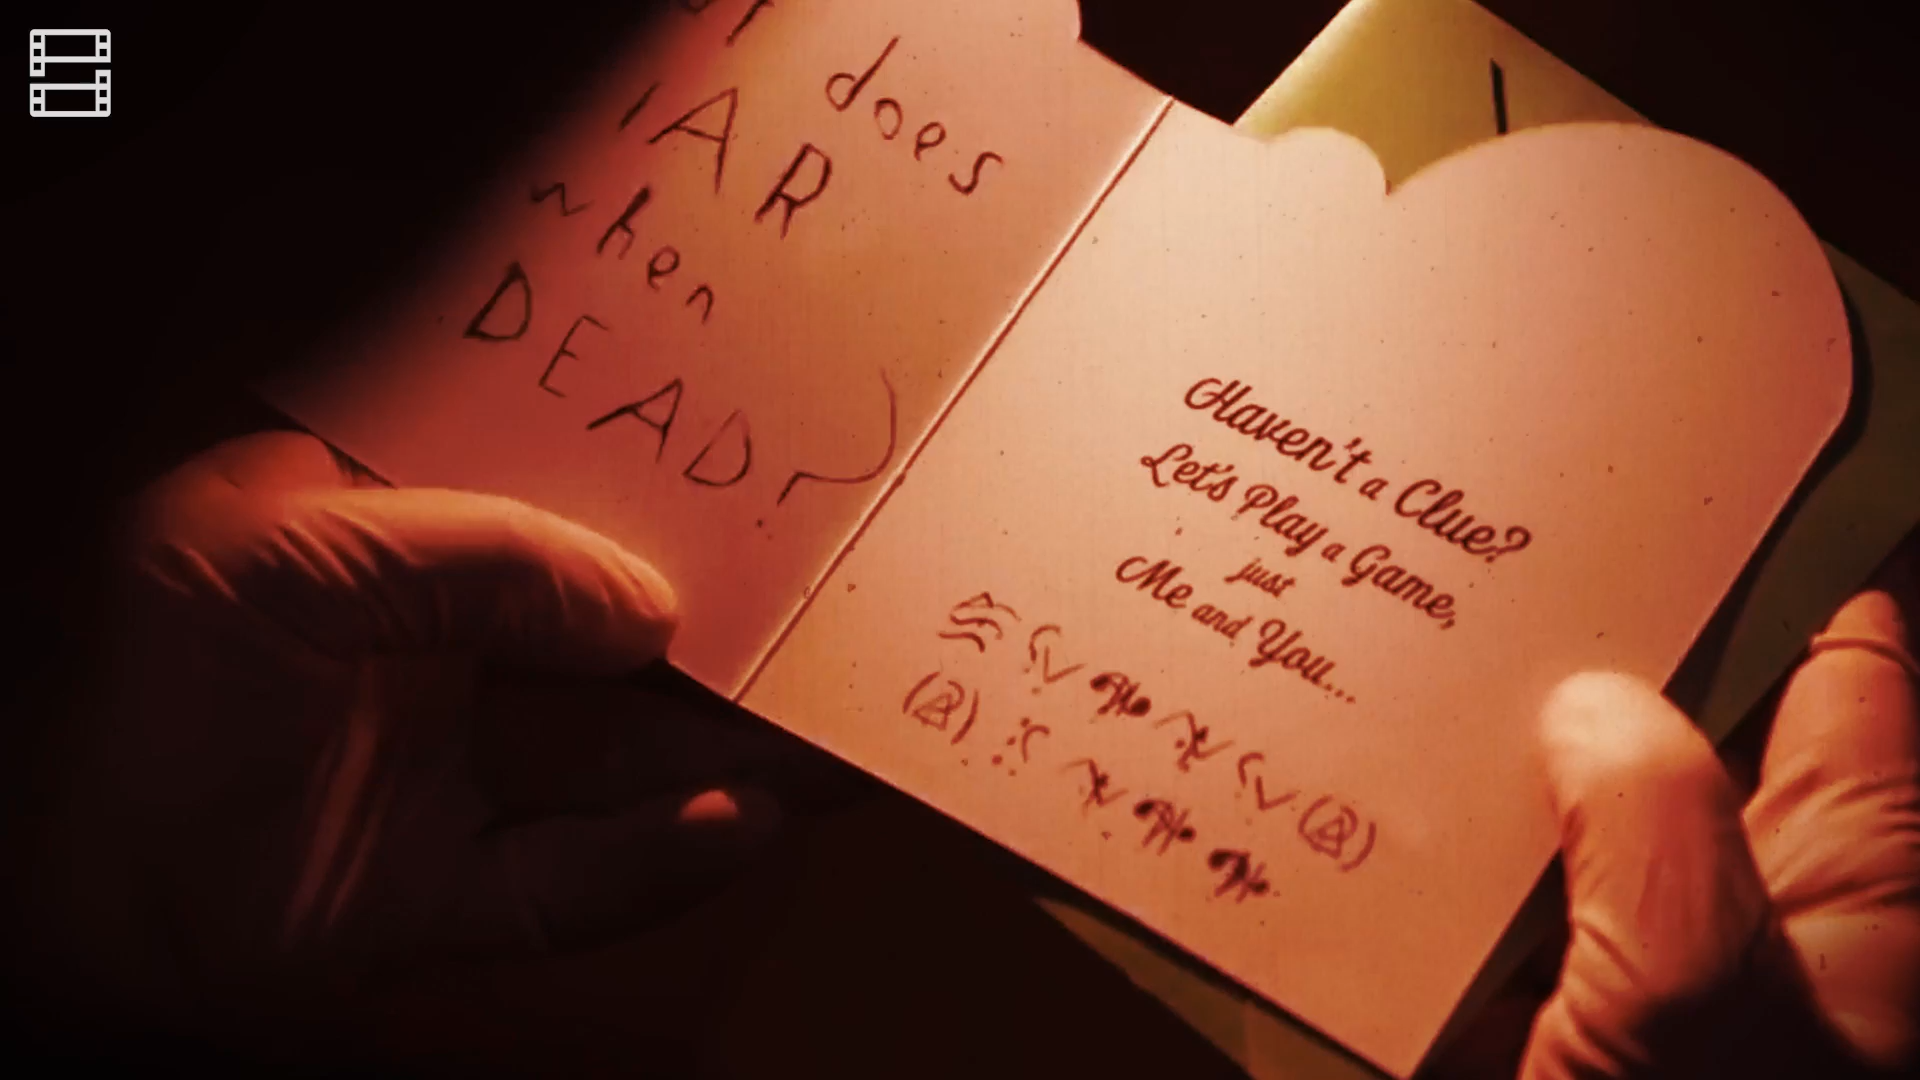 does
IAR
when
DEAD?
Haven't a Clue?
Let's Play a Game,
just
Me and You...